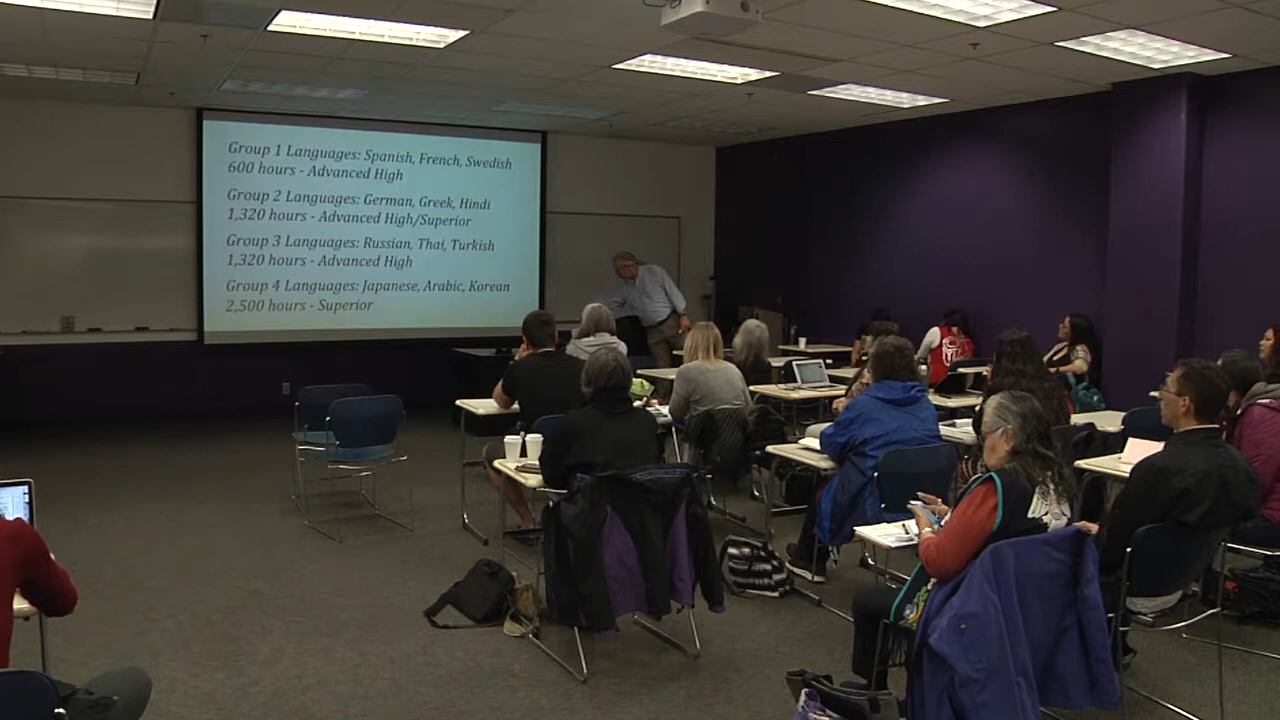 Group 1 Languages: Spanish, French, Swedish
600 hours - Advanced High
Group 2 Languages: German, Greek, Hindi
1,320 hours - Advanced High/Superior
Group 3 Languages: Russian, Thai, Turkish
1,320 hours - Advanced High
Group 4 Languages: Japanese, Arabic, Korean
2,500 hours - Superior